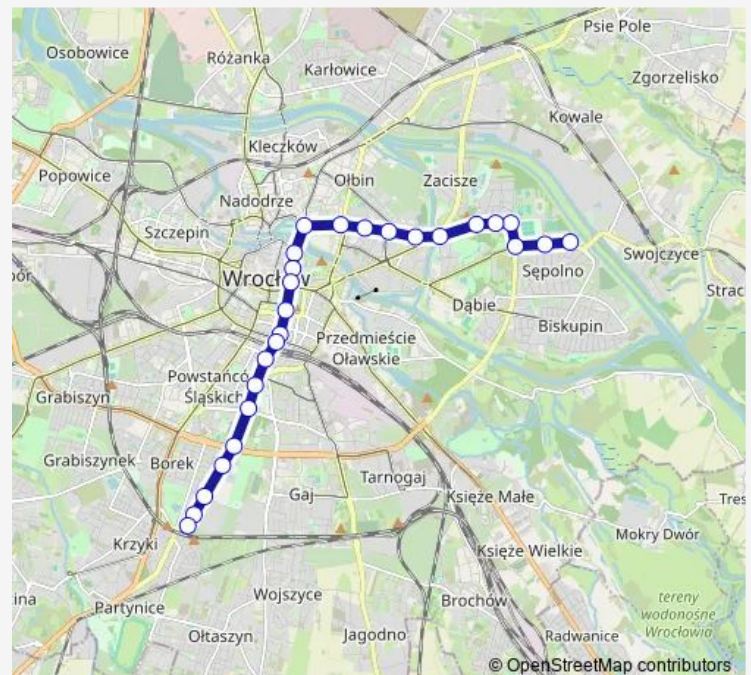 Psie Pole
Osobowice
Różanka
Karłowice
Zgorzelisko
Kowale
Kleczków
Popowice
Ołbin
Zacisze
Nadodrze
Szczepin
Swojczyce
Wrocław
Sępolno
Strac
Dąbie
Biskupin
Przedmieście
Oławskie
Powstańcó
Śląskich
Grabiszyn
Grabiszynek
Borek
Tarnogaj
Gaj
Księże Małe
Tres
Krzyki
Mokry Dwór
Księże Wielkie
ina
Partynice
Wojszyce
Brochów
tereny
wodonośne
Wrocławia
Ołtaszyn
Jagodno
Radwanice
© OpenStreetMap contributors